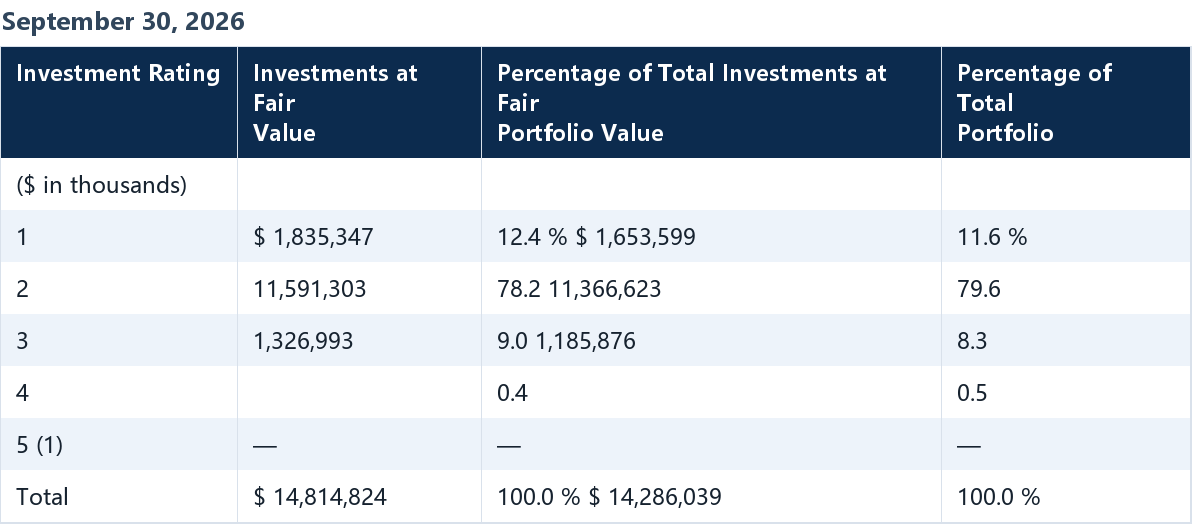 September 30, 2026
Investment Rating
Investments at
Fair
Value
Percentage of Total Investments at
Fair
Portfolio Value
Percentage of
Total
Portfolio
($ in thousands)
1 $ 1,835,347 12.4 % $ 1,653,599 11.6 %
2 11,591,303 78.2 11,366,623 79.6
3 1,326,993 9.0 1,185,876 8.3
4 0.4 0.5
5 (1) — — —
Total $ 14,814,824 100.0 % $ 14,286,039 100.0 %